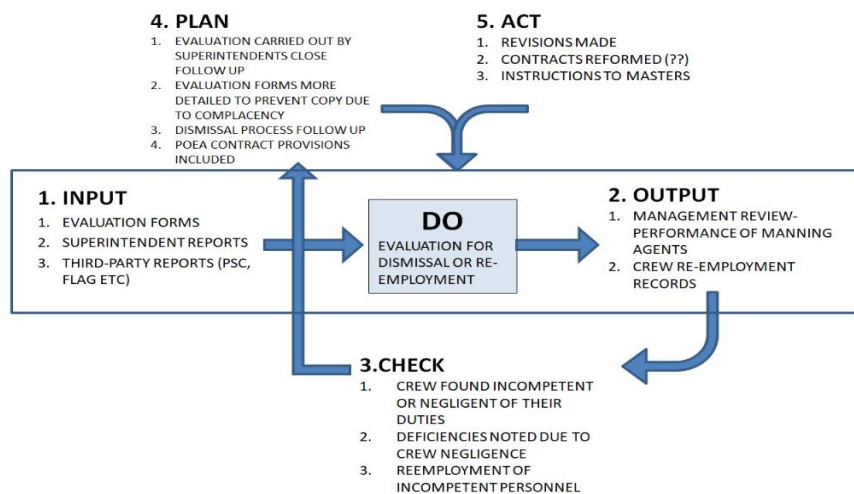 4. PLAN
1. EVALUATION CARRIED OUT BY
SUPERINTENDENTS CLOSE
FOLLOW UP
2. EVALUATION FORMS MORE
DETAILED TO PREVENT COPY DUE
TO COMPLACENCY
3. DISMISSAL PROCESS FOLLOW UP
4. POEA CONTRACT PROVISIONS
INCLUDED
5. ACT
1. REVISIONS MADE
2. CONTRACTS REFORMED (??)
3. INSTRUCTIONS TO MASTERS
1. INPUT
1. EVALUATION FORMS
2. SUPERINTENDENT REPORTS
3. THIRD-PARTY REPORTS (PSC,
FLAG ETC)
DO
EVALUATION FOR
DISMISSAL OR RE-
EMPLOYMENT
2. OUTPUT
1. MANAGEMENT REVIEW-
PERFORMANCE OF MANNING
AGENTS
2. CREW RE-EMPLOYMENT
RECORDS
3.CHECK
1. CREW FOUND INCOMPETENT
OR NEGLIGENT OF THEIR
DUTIES
2. DEFICIENCIES NOTED DUE TO
CREW NEGLIGENCE
3. REEMPLOYMENT OF
INCOMPETENT PERSONNEL